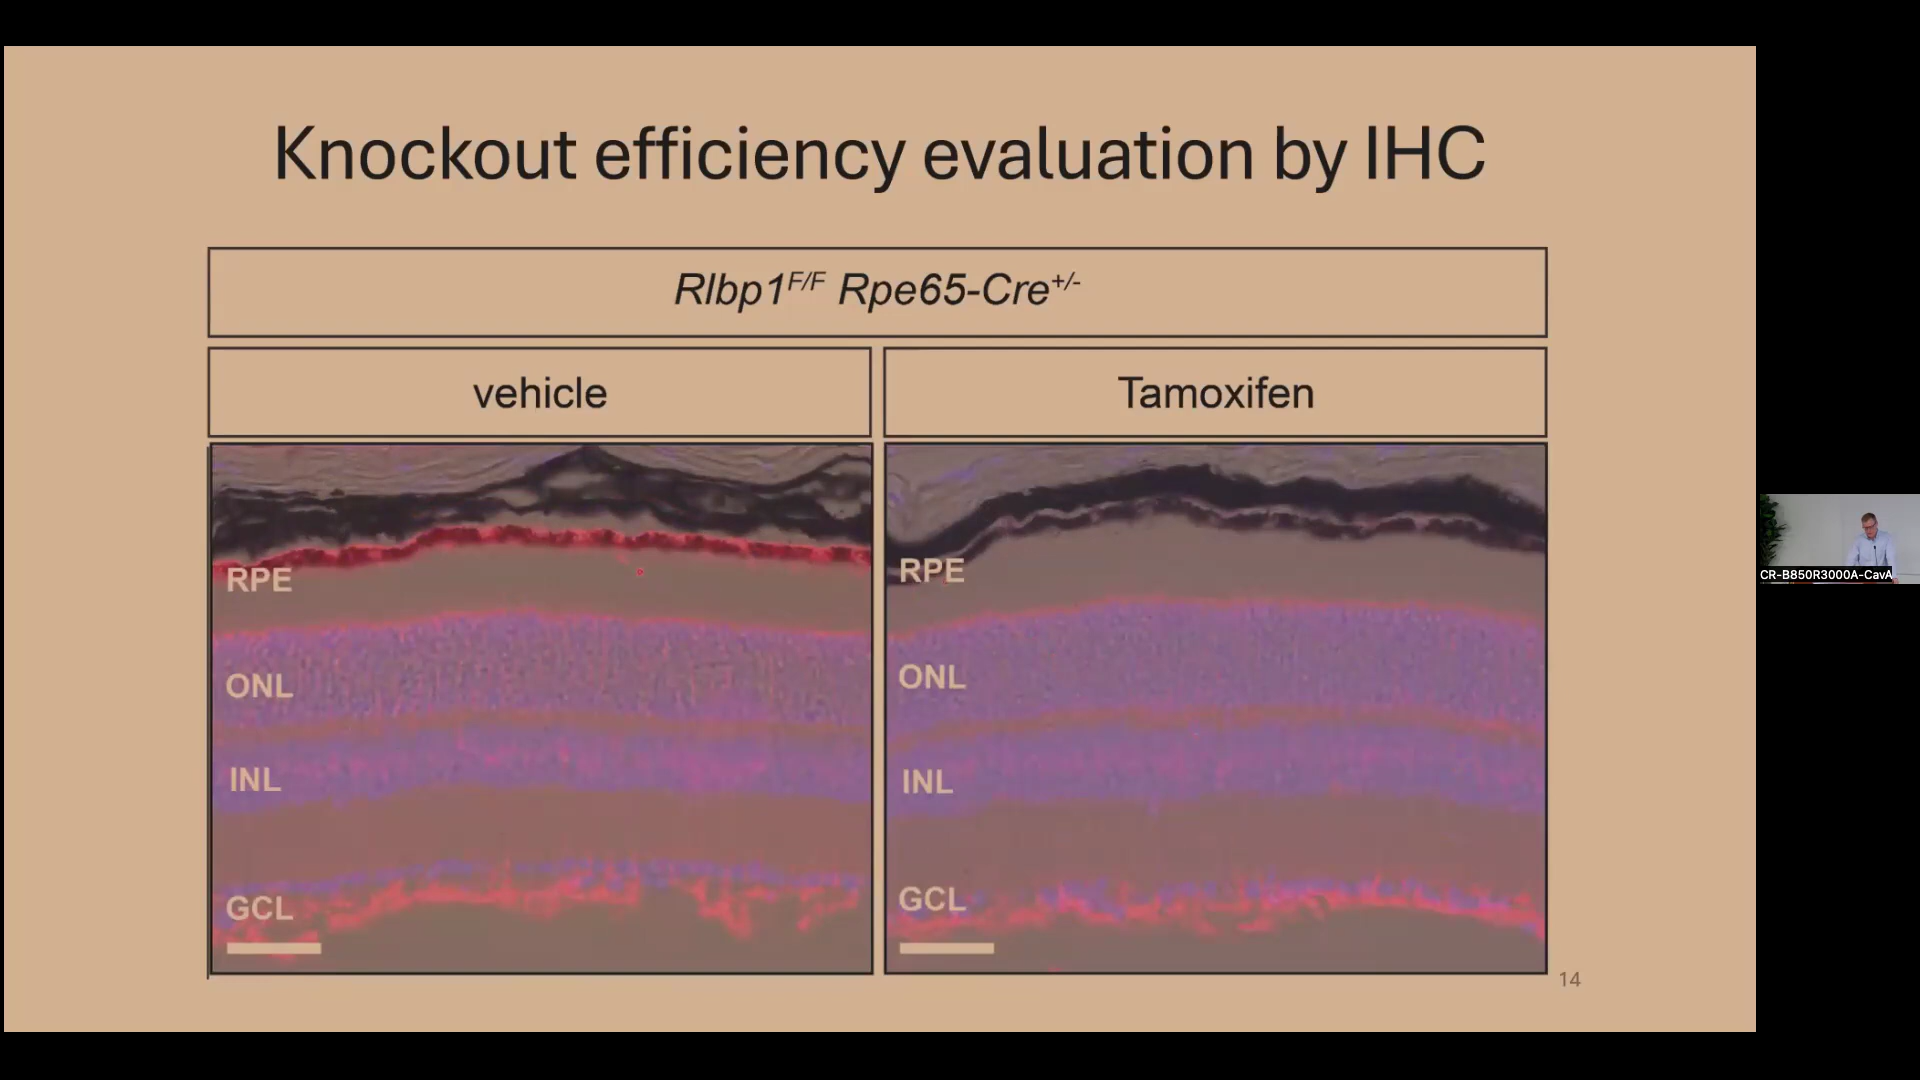 Knockout efficiency evaluation by IHC
Rlbp1F/F Rpe65-Cre+/-
vehicle
Tamoxifen
RPE
ONL
INL
GCL
RPE
ONL
INL
GCL
14
CR-B850R3000A-CavA